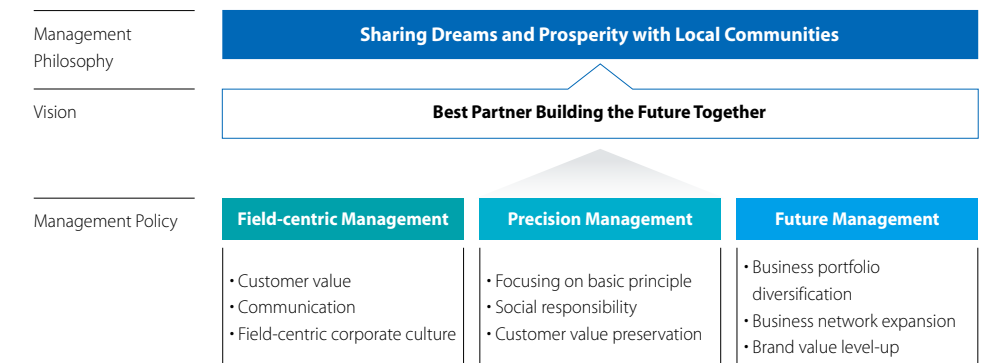 Management
Philosophy
Sharing Dreams and Prosperity with Local Communities
Vision
Best Partner Building the Future Together
Management Policy
Field-centric Management
• Customer value
• Communication
• Field-centric corporate culture
Precision Management
• Focusing on basic principle
• Social responsibility
• Customer value preservation
Future Management
• Business portfolio
diversification
• Business network expansion
• Brand value level-up